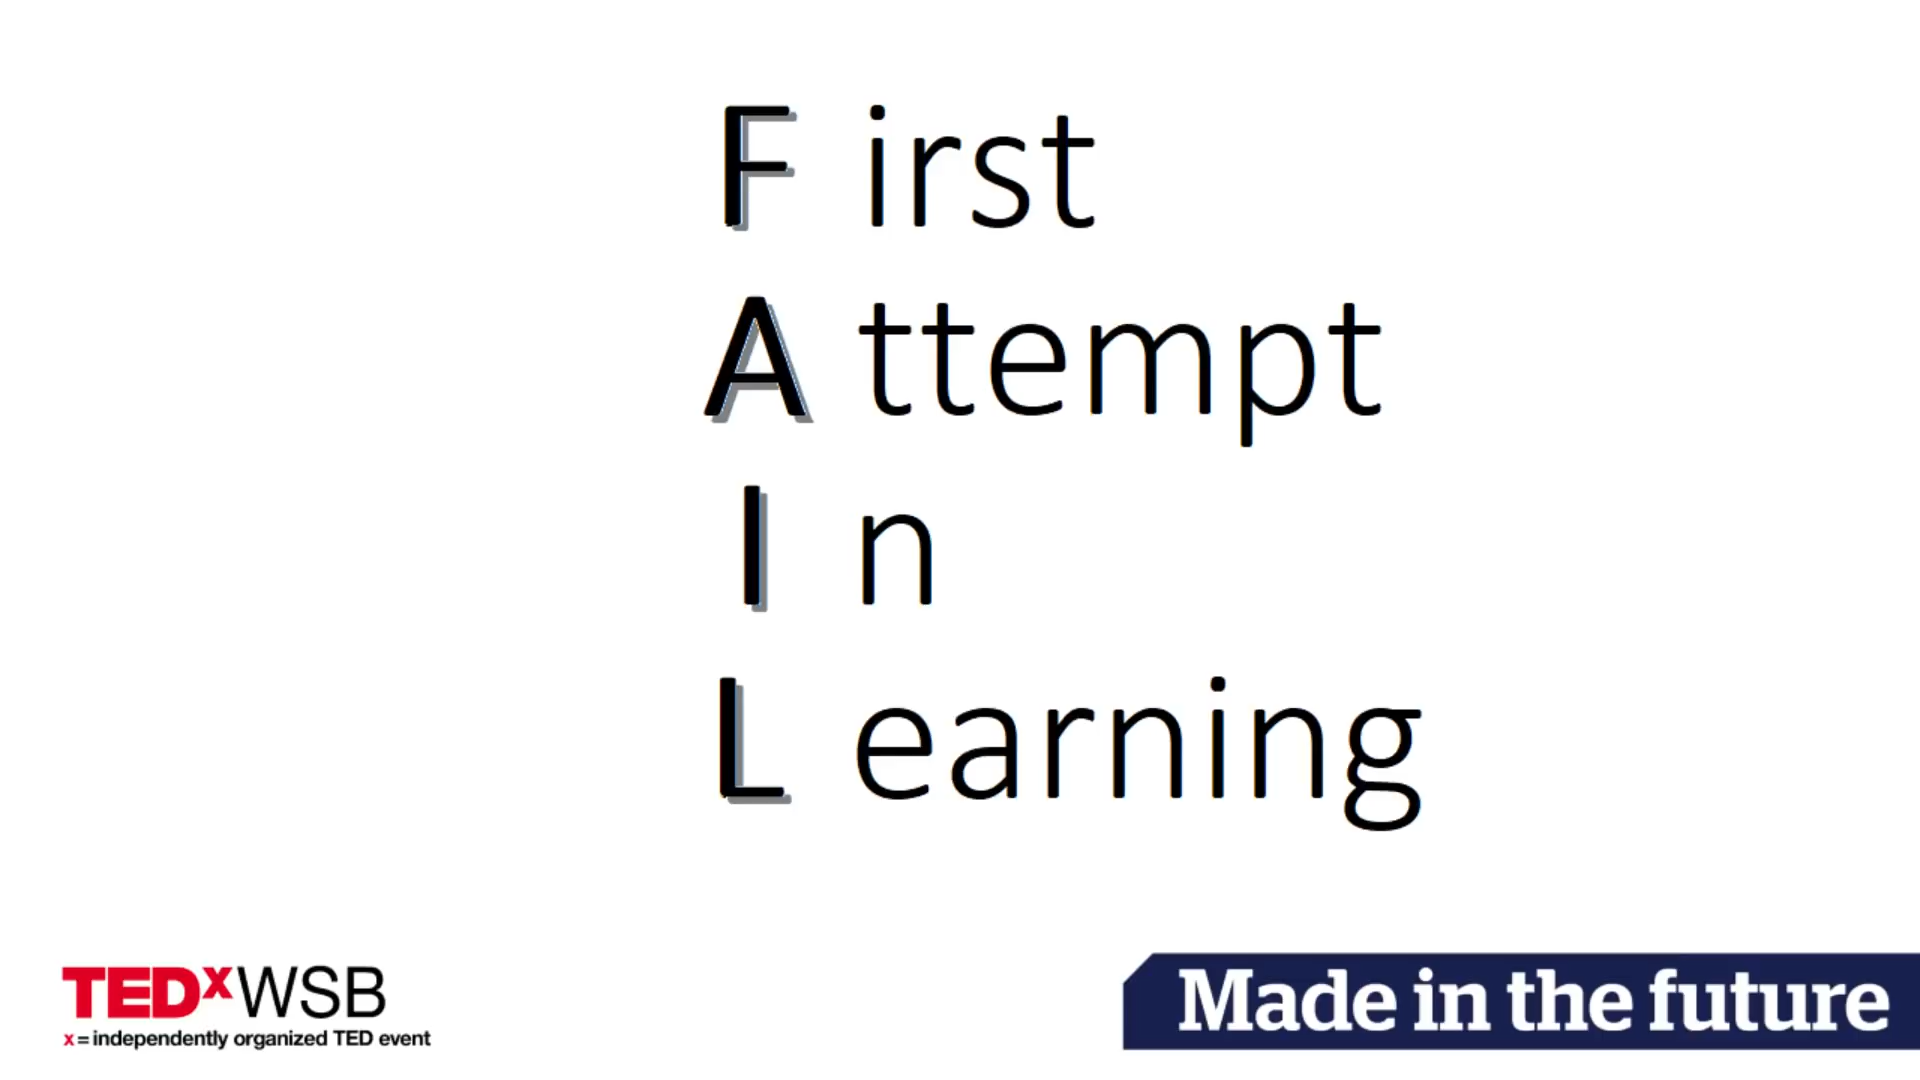 F irst
A ttempt
I n
L earning
TEDxWSB
x = independently organized TED event
Made in the future